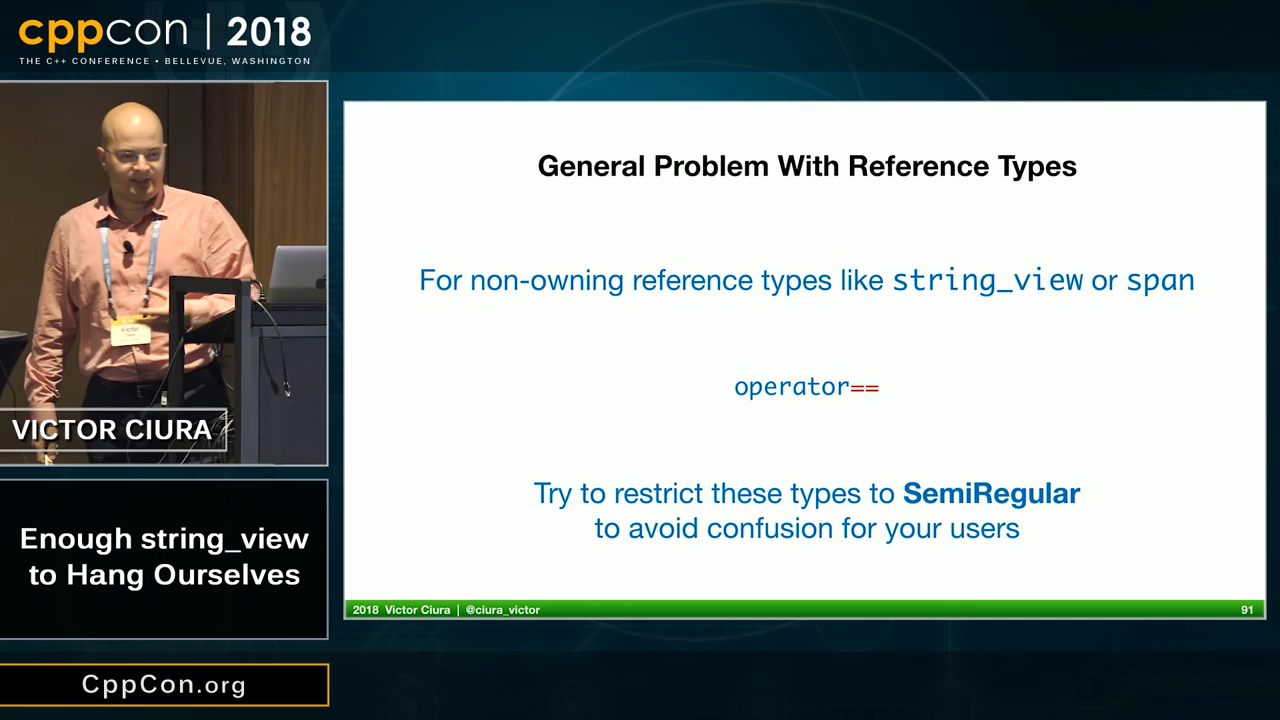 cppcon | 2018
THE C++ CONFERENCE • BELLEVUE, WASHINGTON
General Problem With Reference Types
For non-owning reference types like string_view or span
operator==
Try to restrict these types to SemiRegular
to avoid confusion for your users
2018 Victor Ciura | @ciura_victor
91
Victor
VICTOR CIURA
Enough string_view
to Hang Ourselves
CppCon.org